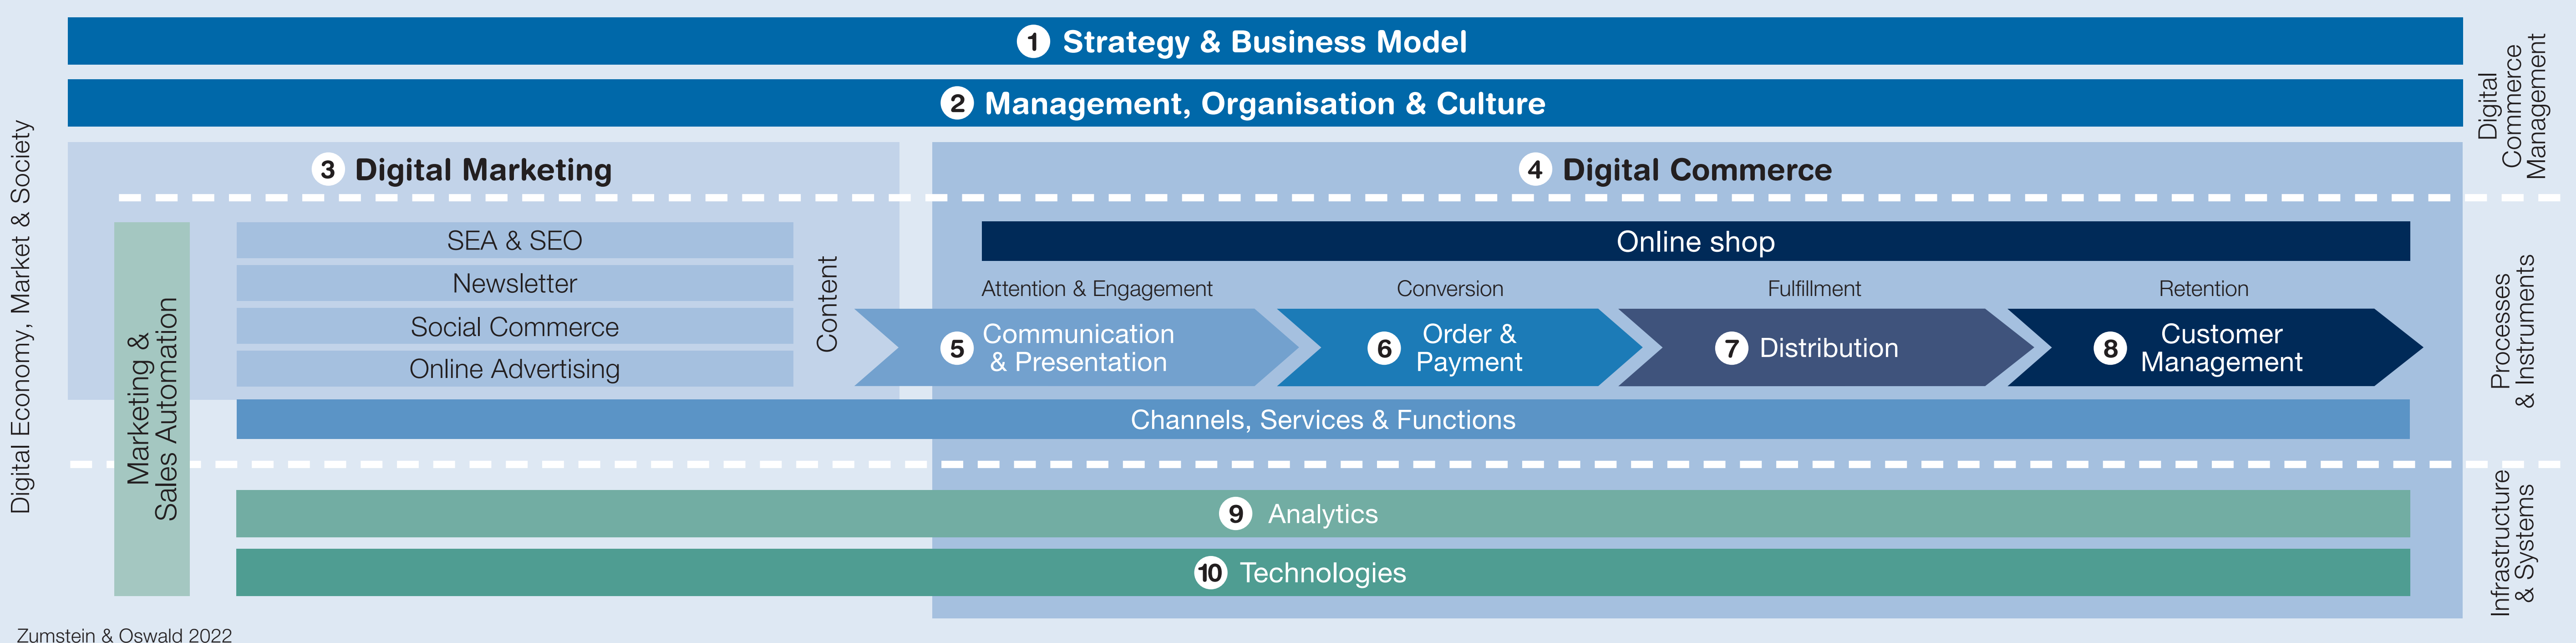 1 Strategy & Business Model
2 Management, Organisation & Culture
Digital
Commerce
Management
Digital Economy, Market & Society
3 Digital Marketing
4 Digital Commerce
Marketing &
Sales Automation
SEA & SEO
Newsletter
Social Commerce
Online Advertising
Content
Online shop
Attention & Engagement
Conversion
Fulfillment
Retention
5 Communication
& Presentation
6 Order &
Payment
7 Distribution
8 Customer
Management
Processes
& Instruments
Channels, Services & Functions
9 Analytics
10 Technologies
Infrastructure
& Systems
Zumstein & Oswald 2022